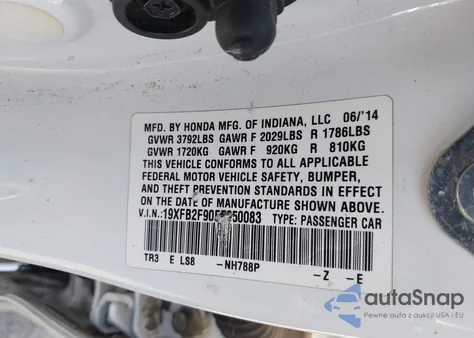 MFD. BY HONDA MFG. OF INDIANA, LLC 06/'14
GVWR 3792LBS GAWR F 2029LBS R 1786LBS
GVWR 1720KG GAWR F 920KG R 810KG
THIS VEHICLE CONFORMS TO ALL APPLICABLE
FEDERAL MOTOR VEHICLE SAFETY, BUMPER,
AND THEFT PREVENTION STANDARDS IN EFFECT
ON THE DATE OF MANUFACTURE SHOWN ABOVE.
V.I.N.: TYPE: PASSENGER CAR
TR3 E LS8 -NH788P -Z -E
autoSnap
Pewne auta z aukcji USA i EU